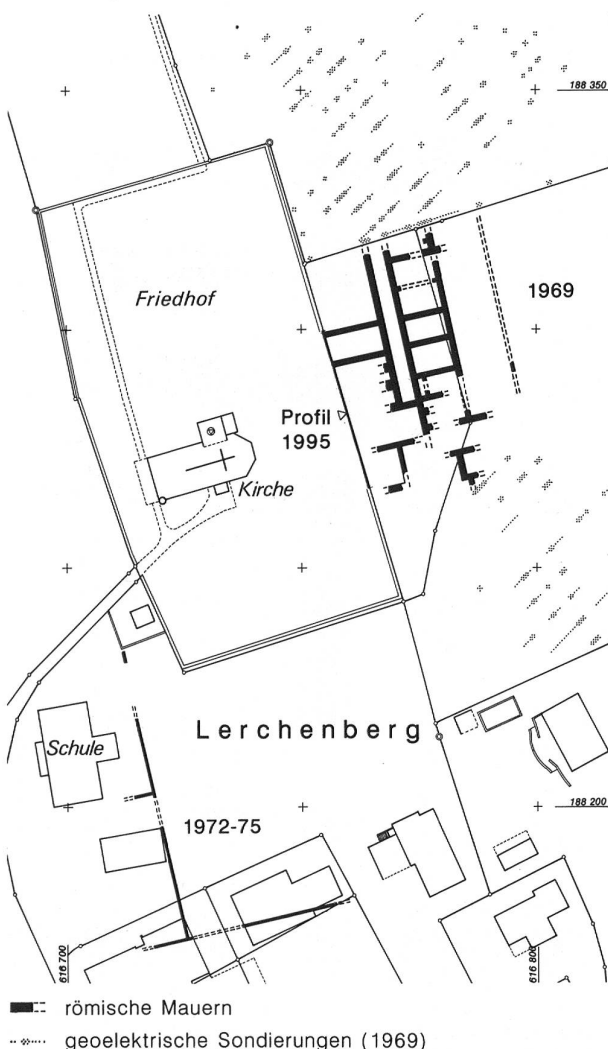 188 350
Friedhof
1969
Profil
1995
Kirche
Lerchenberg
Schule
188 200
1972-75
616 700
616 800
römische Mauern
geoelektrische Sondierungen (1969)